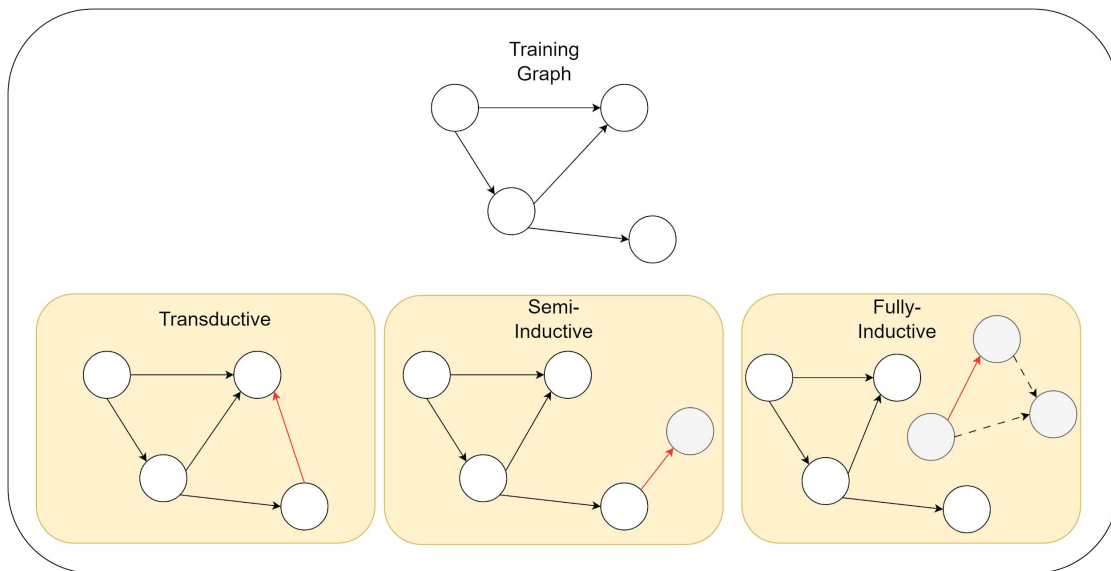 Training
Graph
Transductive
Semi-
Inductive
Fully-
Inductive